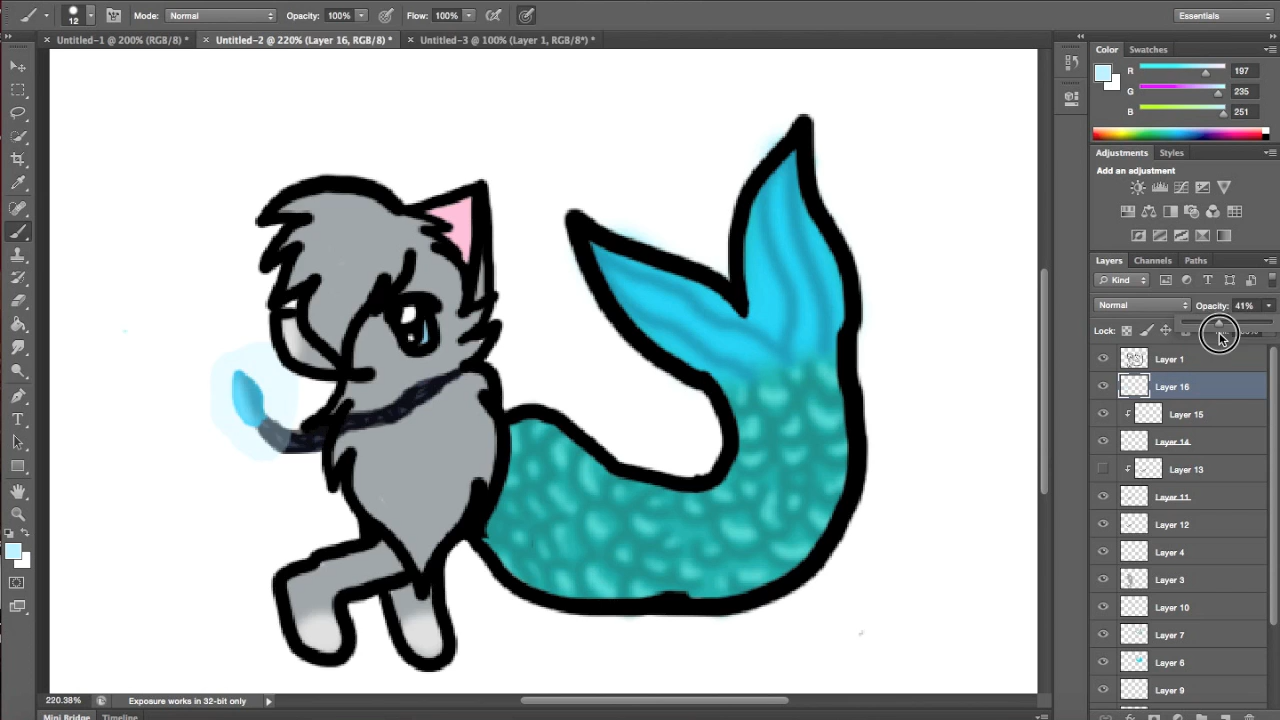 12 Mode: Normal Opacity: 100% Flow: 100% Essentials
Untitled-1 @ 200% (RGB/8) * Untitled-2 @ 220% (Layer 16, RGB/8) * Untitled-3 @ 100% (Layer 1, RGB/8*) *
Color Swatches
R 197
G 235
B 251
Adjustments Styles
Add an adjustment
Layers Channels Paths
Kind
Normal Opacity: 41%
Lock:
Layer 1
Layer 16
Layer 15
Layer 14
Layer 13
Layer 11
Layer 12
Layer 4
Layer 3
Layer 10
Layer 7
Layer 6
Layer 9
220.38% Exposure works in 32-bit only
Mini Bridge Timeline